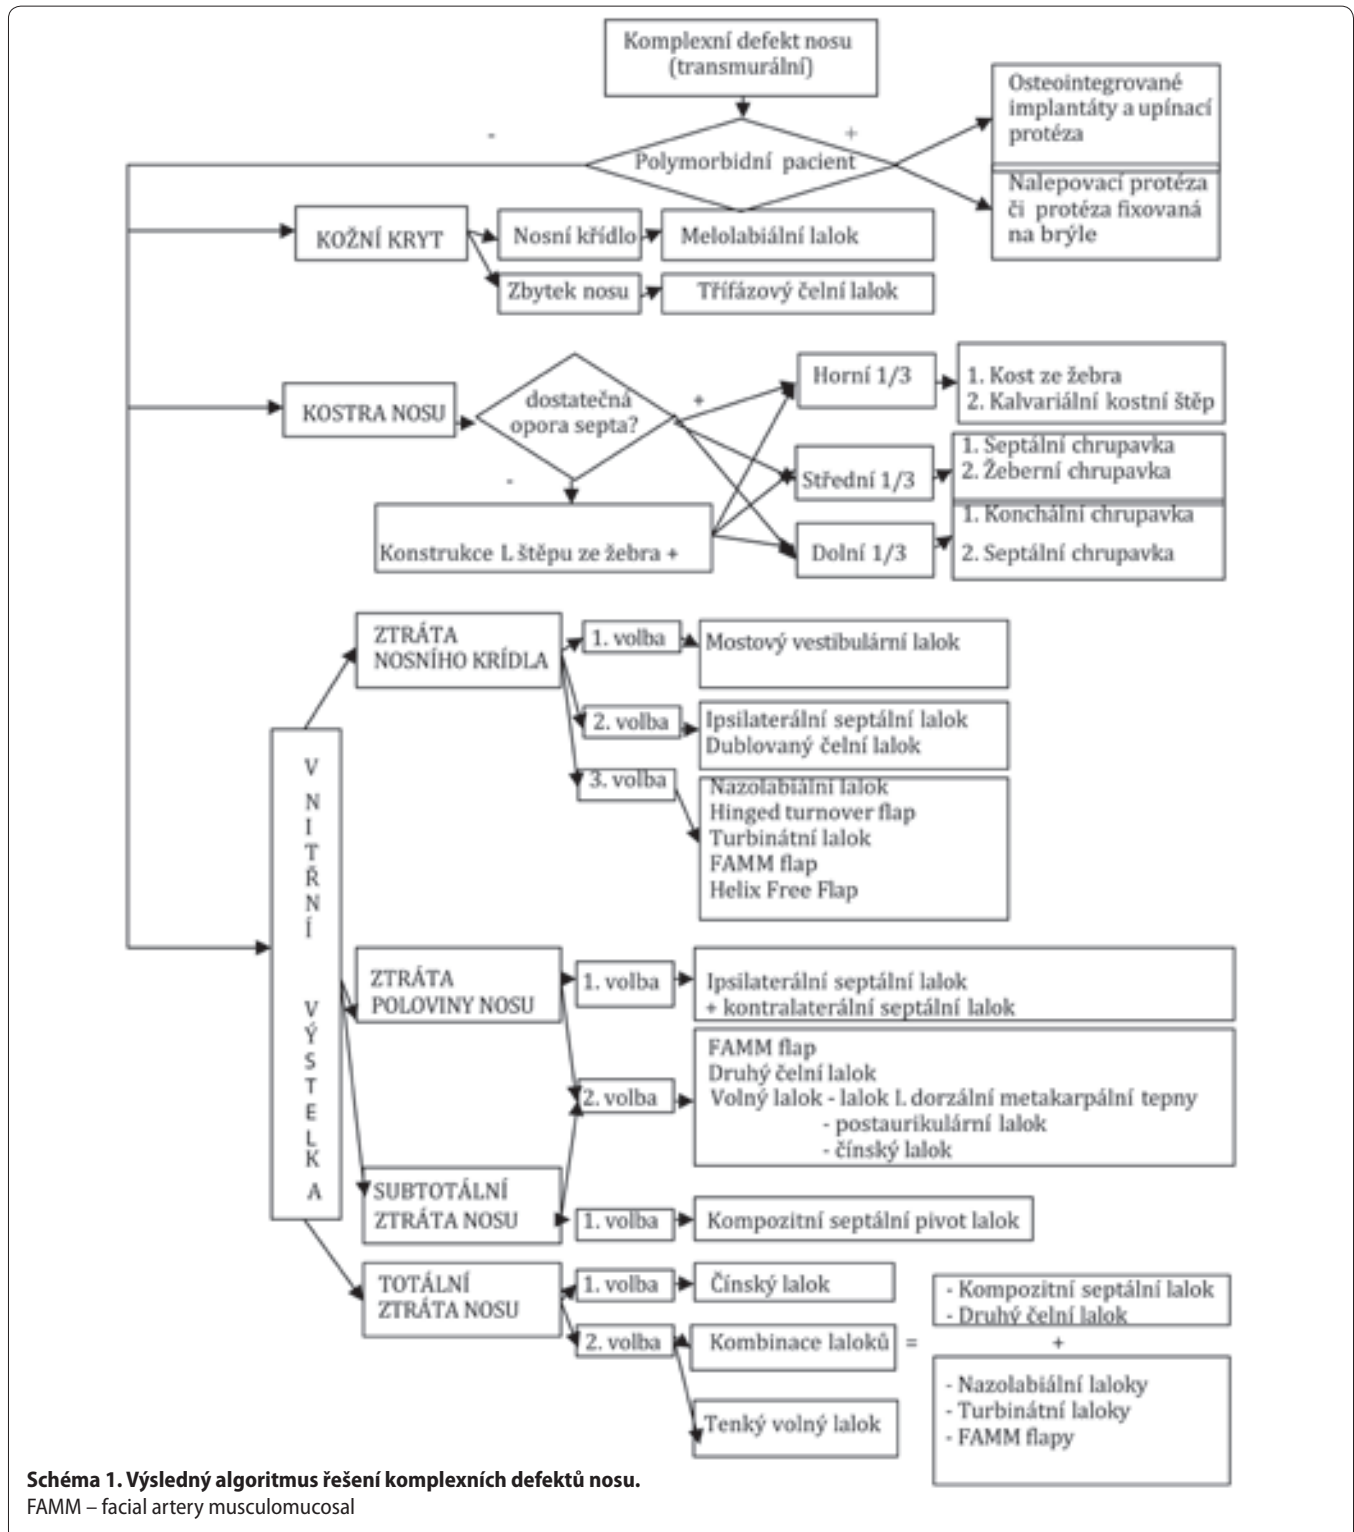 Komplexní defekt nosu
(transmurální)
-
+
Polymorbidní pacient
Osteointegrované
implantáty a upínací
protéza
Nalepovací protéza
či protéza fixovaná
na brýle
KOŽNÍ KRYT
Nosní křídlo
Melolabiální lalok
Zbytek nosu
Třífázový čelní lalok
KOSTRA NOSU
dostatečná
opora septa?
+
-
Konstrukce L štěpu ze žebra +
Horní 1/3
1. Kost ze žebra
2. Kalvariální kostní štěp
Střední 1/3
1. Septální chrupavka
2. Žeberní chrupavka
Dolní 1/3
1. Konchální chrupavka
2. Septální chrupavka
VNITŘNÍ VÝSTELKA
ZTRÁTA
NOSNÍHO KRÍDLA
1. volba
Mostový vestibulární lalok
2. volba
Ipsilaterální septální lalok
Dublovaný čelní lalok
3. volba
Nazolabiální lalok
Hinged turnover flap
Turbinátní lalok
FAMM flap
Helix Free Flap
ZTRÁTA
POLOVINY NOSU
1. volba
Ipsilaterální septální lalok
+ kontralaterální septální lalok
2. volba
FAMM flap
Druhý čelní lalok
Volný lalok - lalok I. dorzální metakarpální tepny
- postaurikulární lalok
- čínský lalok
SUBTOTÁLNÍ
ZTRÁTA NOSU
1. volba
Kompozitní septální pivot lalok
TOTÁLNÍ
ZTRÁTA NOSU
1. volba
Čínský lalok
2. volba
Kombinace laloků =
- Kompozitní septální lalok
- Druhý čelní lalok
+
- Nazolabiální laloky
- Turbinátní laloky
- FAMM flapy
Tenký volný lalok
Schéma 1. Výsledný algoritmus řešení komplexních defektů nosu.
FAMM – facial artery musculomucosal